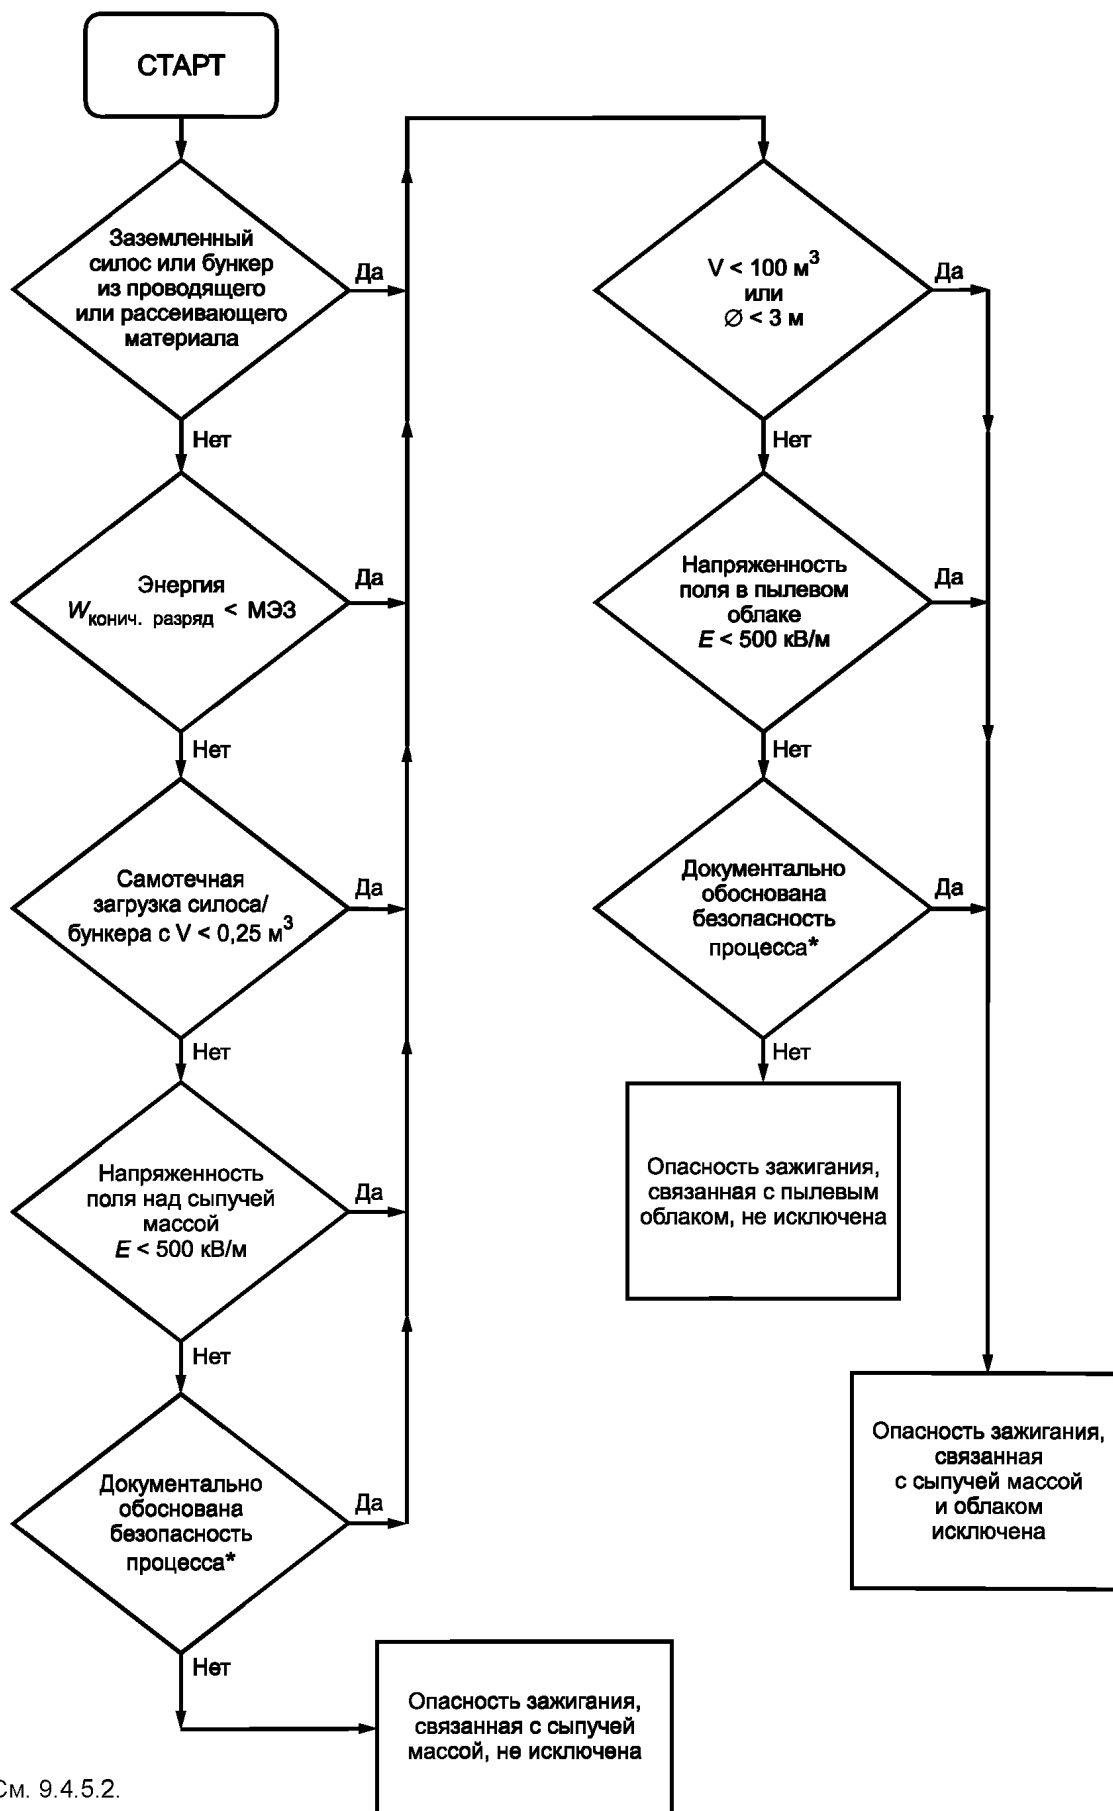 СТАРТ
Заземленный
силос или бункер
из проводящего
или рассеивающего
материала
Да
Нет
Энергия
Wконич. разряд < МЭЗ
Да
Нет
Самотечная
загрузка силоса/
бункера с V < 0,25 м³
Да
Нет
Напряженность
поля над сыпучей
массой
E < 500 кВ/м
Да
Нет
Документально
обоснована
безопасность
процесса*
Да
Нет
Опасность зажигания,
связанная с сыпучей
массой, не исключена
V < 100 м³
или
∅ < 3 м
Да
Нет
Напряженность
поля в пылевом
облаке
E < 500 кВ/м
Да
Нет
Документально
обоснована
безопасность
процесса*
Да
Нет
Опасность зажигания,
связанная с пылевым
облаком, не исключена
Опасность зажигания,
связанная
с сыпучей массой
и облаком
исключена
См. 9.4.5.2.